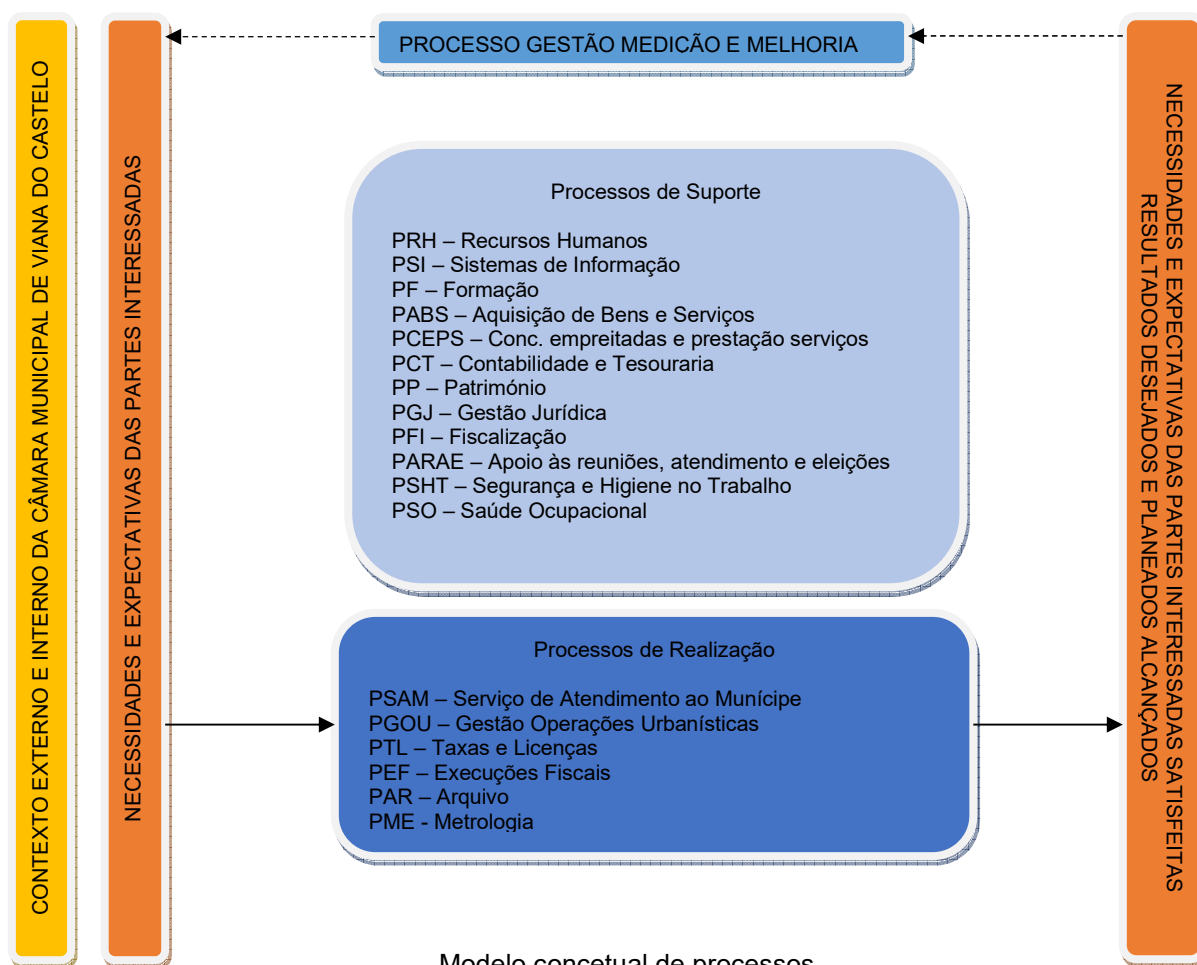 CONTEXTO EXTERNO E INTERNO DA CÂMARA MUNICIPAL DE VIANA DO CASTELO
NECESSIDADES E EXPECTATIVAS DAS PARTES INTERESSADAS
PROCESSO GESTÃO MEDIÇÃO E MELHORIA
Processos de Suporte
PRH – Recursos Humanos
PSI – Sistemas de Informação
PF – Formação
PABS – Aquisição de Bens e Serviços
PCEPS – Conc. empreitadas e prestação serviços
PCT – Contabilidade e Tesouraria
PP – Património
PGJ – Gestão Jurídica
PFI – Fiscalização
PARAE – Apoio às reuniões, atendimento e eleições
PSHT – Segurança e Higiene no Trabalho
PSO – Saúde Ocupacional
Processos de Realização
PSAM – Serviço de Atendimento ao Munícipe
PGOU – Gestão Operações Urbanísticas
PTL – Taxas e Licenças
PEF – Execuções Fiscais
PAR – Arquivo
PME - Metrologia
NECESSIDADES E EXPECTATIVAS DAS PARTES INTERESSADAS SATISFEITAS
RESULTADOS DESEJADOS E PLANEADOS ALCANÇADOS
Modelo concetual de processos